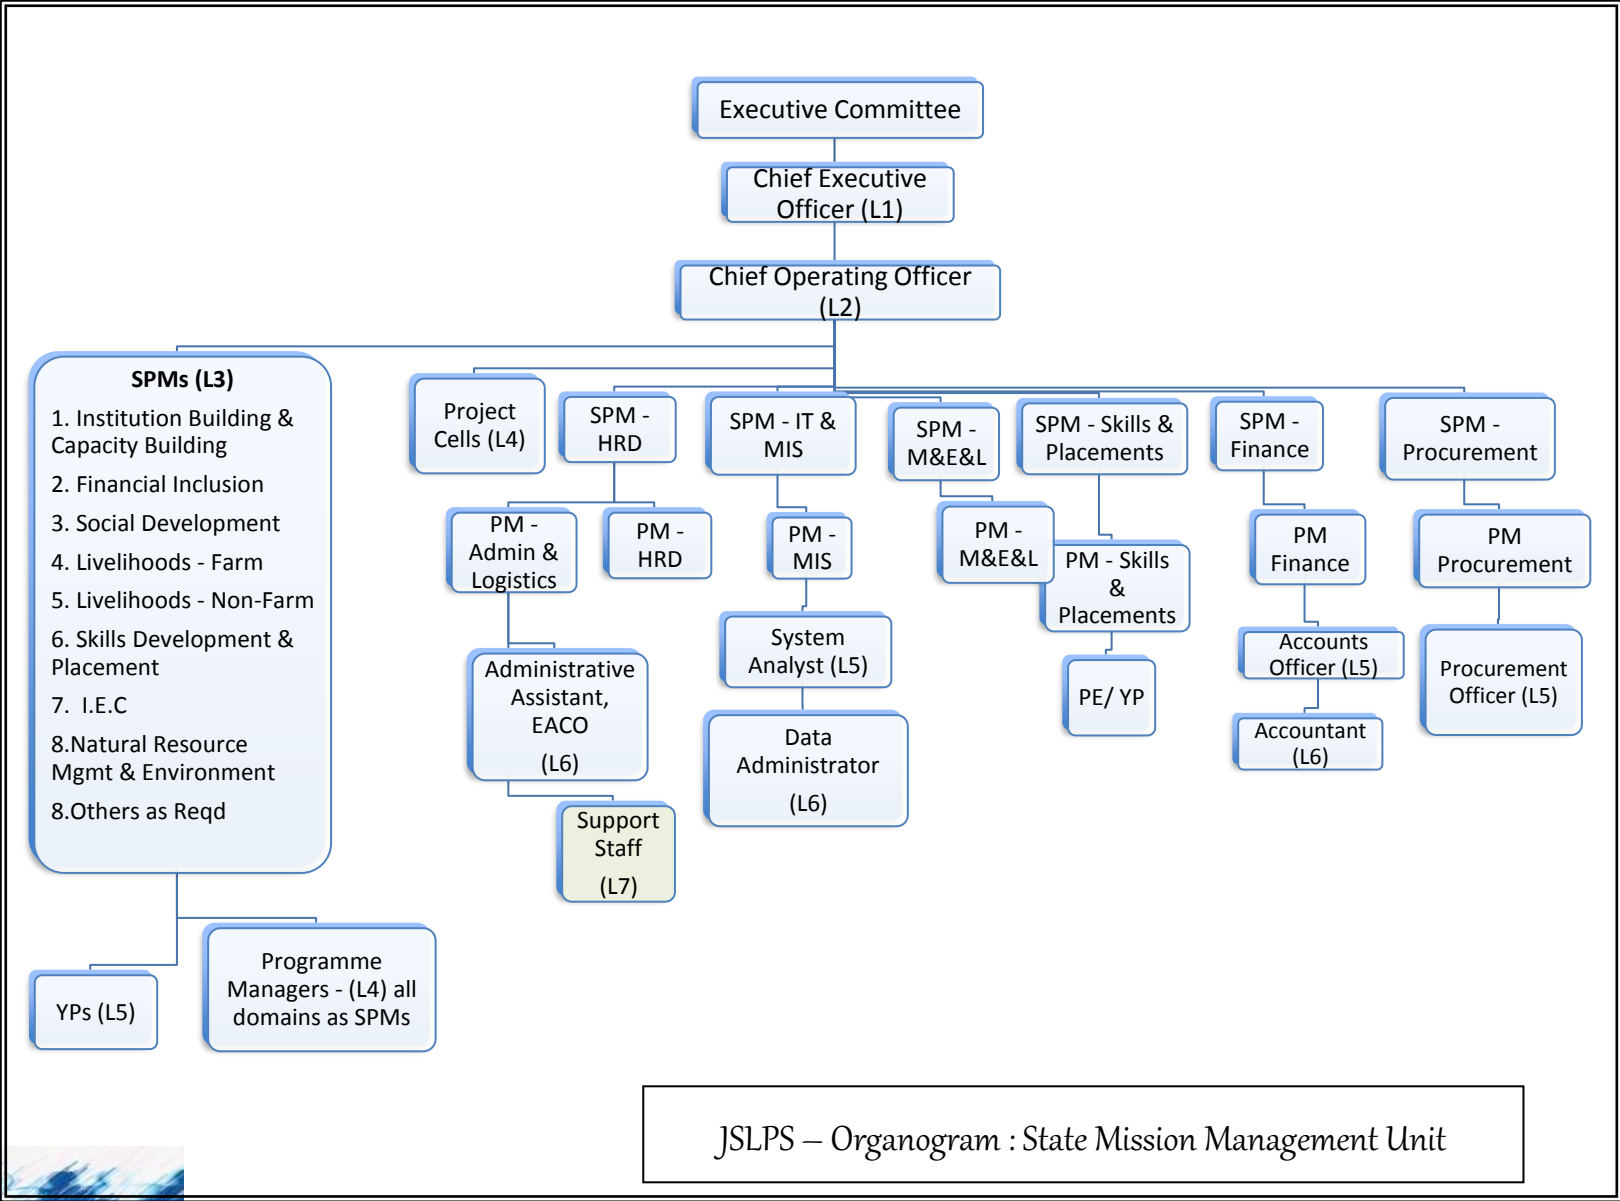 Executive Committee
Chief Executive
Officer (L1)
Chief Operating Officer
(L2)
SPMs (L3)
1. Institution Building &
Capacity Building
2. Financial Inclusion
3. Social Development
4. Livelihoods - Farm
5. Livelihoods - Non-Farm
6. Skills Development &
Placement
7.  I.E.C
8.Natural Resource
Mgmt & Environment
8.Others as Reqd
Project
Cells (L4)
SPM -
HRD
SPM - IT &
MIS
SPM -
M&E&L
SPM - Skills &
Placements
SPM -
Finance
SPM -
Procurement
PM -
Admin &
Logistics
PM -
HRD
PM -
MIS
PM -
M&E&L
PM - Skills
&
Placements
PM
Finance
PM
Procurement
Administrative
Assistant,
EACO
(L6)
System
Analyst (L5)
PE/ YP
Accounts
Officer (L5)
Procurement
Officer (L5)
Data
Administrator
(L6)
Accountant
(L6)
Support
Staff
(L7)
YPs (L5)
Programme
Managers - (L4) all
domains as SPMs
JSLPS – Organogram : State Mission Management Unit